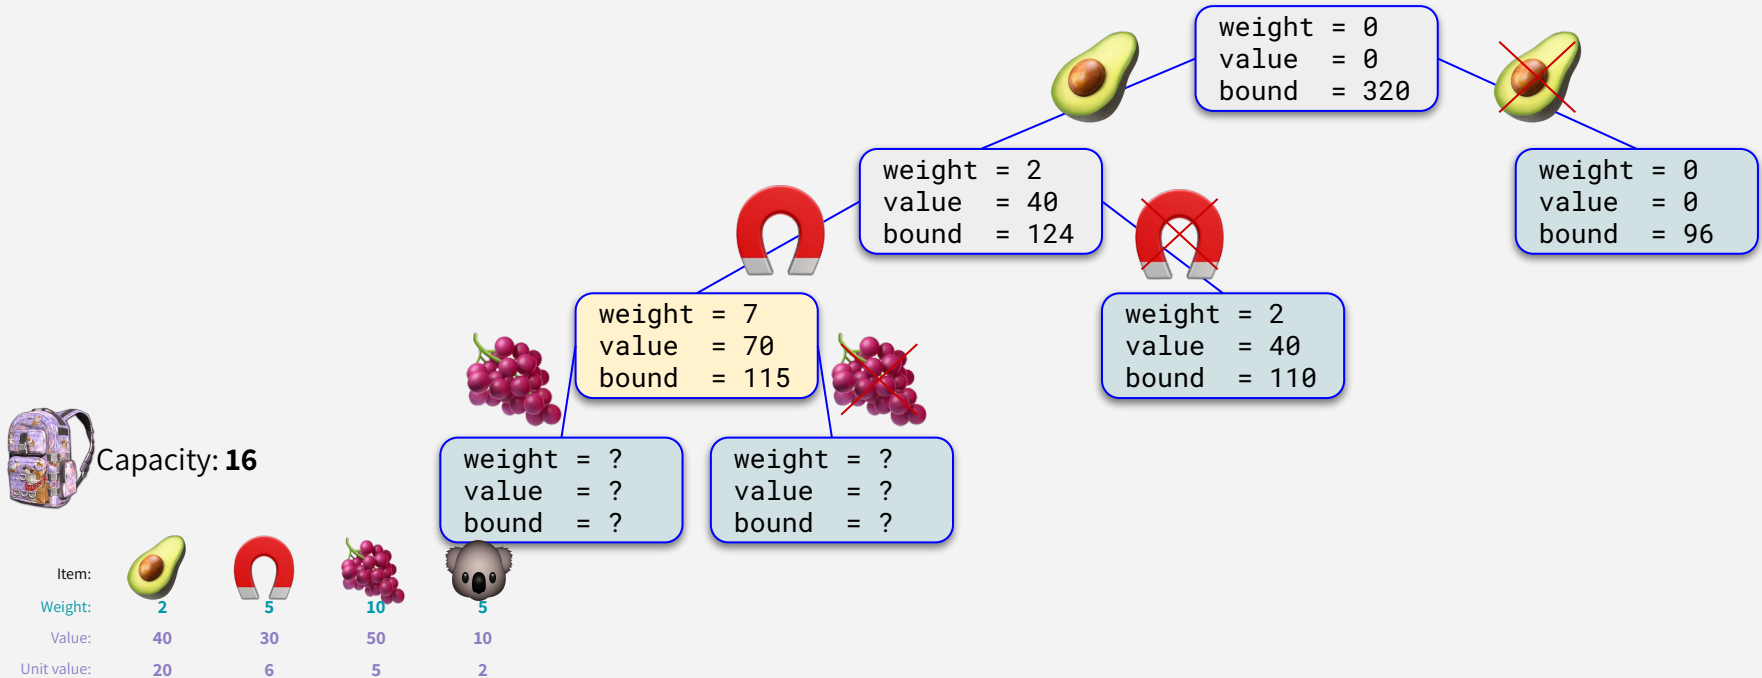 weight = 0
value  = 0
bound  = 320
weight = 2
value  = 40
bound  = 124
weight = 0
value  = 0
bound  = 96
weight = 7
value  = 70
bound  = 115
weight = 2
value  = 40
bound  = 110
Capacity: 16
weight = ?
value  = ?
bound  = ?
weight = ?
value  = ?
bound  = ?
Item:
Weight: 2 5 10 5
Value: 40 30 50 10
Unit value: 20 6 5 2